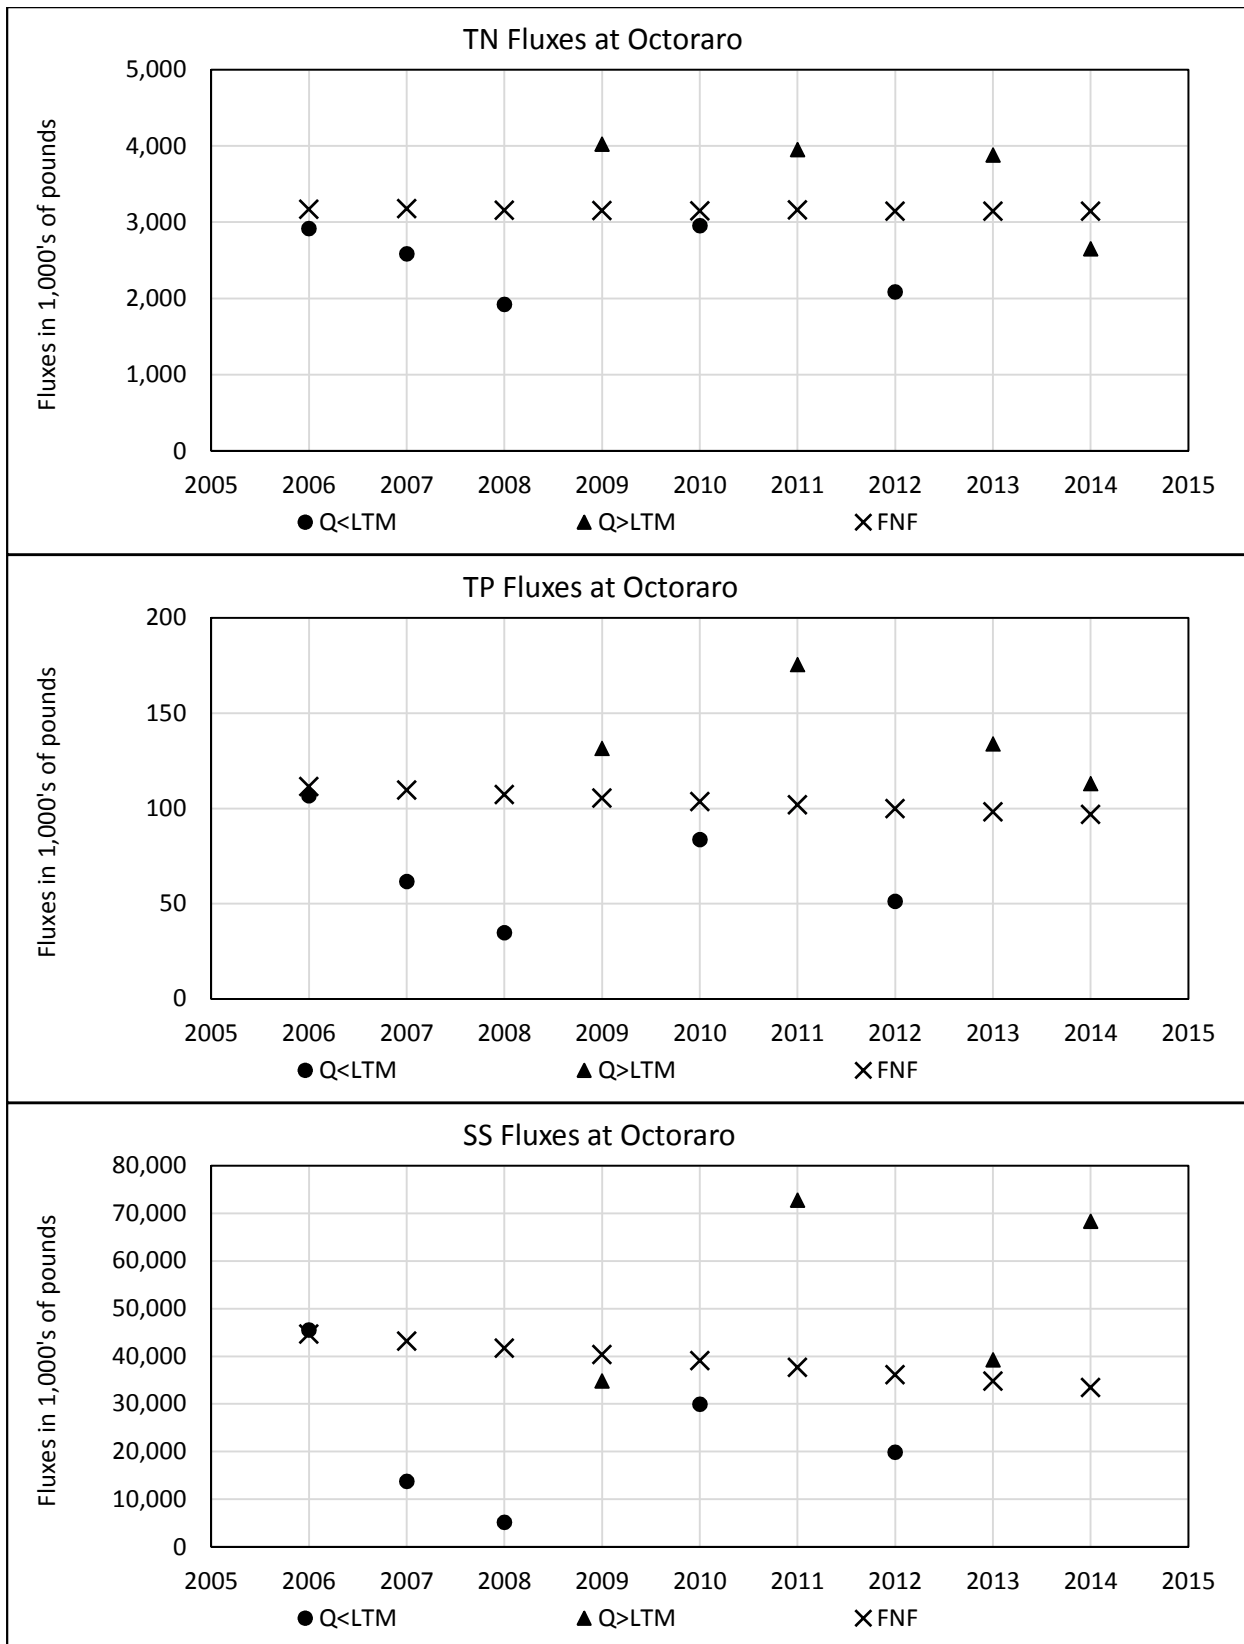 TN Fluxes at Octoraro
Fluxes in 1,000's of pounds
5,000
4,000
3,000
2,000
1,000
0
2005 2006 2007 2008 2009 2010 2011 2012 2013 2014 2015
Q<LTM Q>LTM FNF
TP Fluxes at Octoraro
Fluxes in 1,000's of pounds
200
150
100
50
0
2005 2006 2007 2008 2009 2010 2011 2012 2013 2014 2015
Q<LTM Q>LTM FNF
SS Fluxes at Octoraro
Fluxes in 1,000's of pounds
80,000
70,000
60,000
50,000
40,000
30,000
20,000
10,000
0
2005 2006 2007 2008 2009 2010 2011 2012 2013 2014 2015
Q<LTM Q>LTM FNF